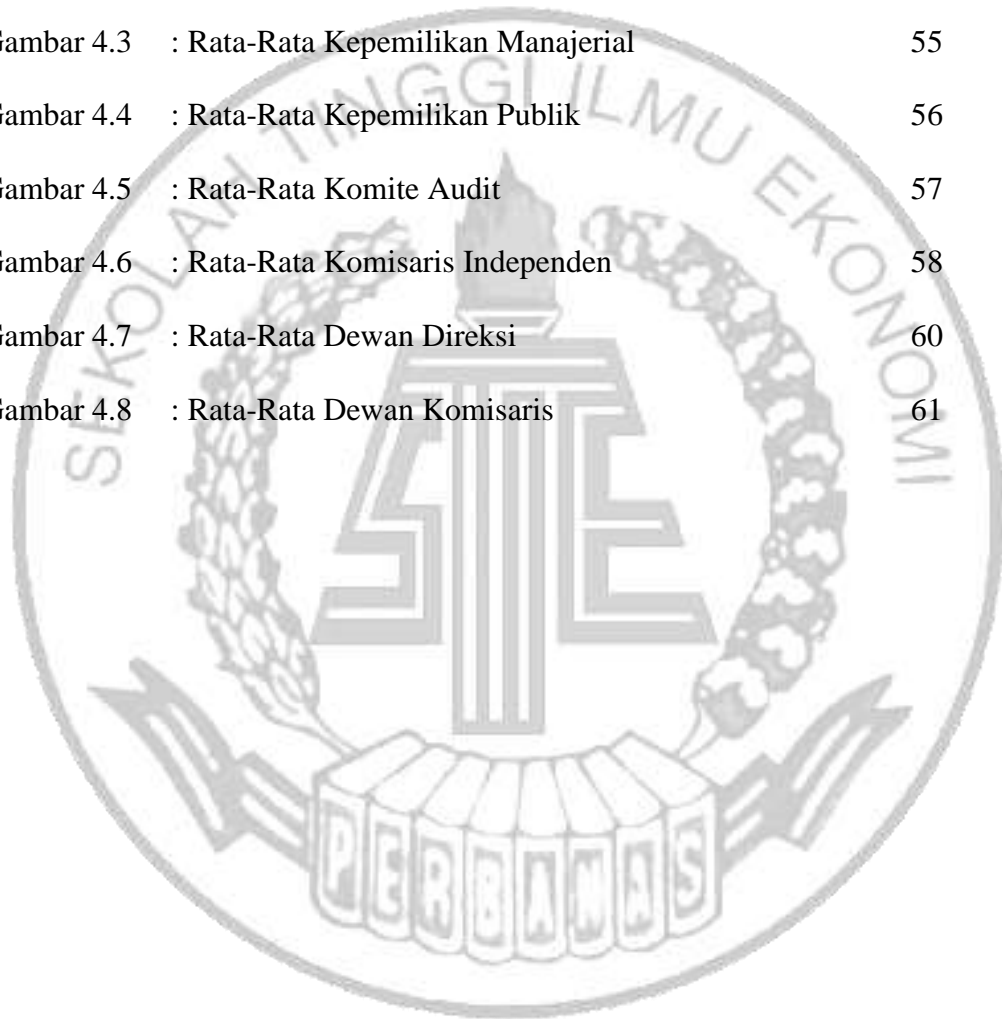 Gambar 4.3 : Rata-Rata Kepemilikan Manajerial 55
Gambar 4.4 : Rata-Rata Kepemilikan Publik 56
Gambar 4.5 : Rata-Rata Komite Audit 57
Gambar 4.6 : Rata-Rata Komisaris Independen 58
Gambar 4.7 : Rata-Rata Dewan Direksi 60
Gambar 4.8 : Rata-Rata Dewan Komisaris 61
SEKOLAH TINGGI ILMU EKONOMI
STIE
PERBANAS